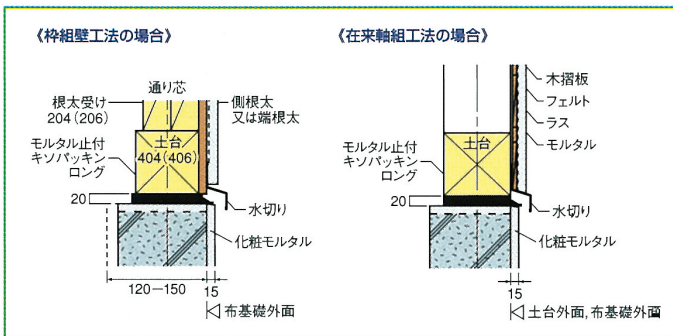 《枠組壁工法の場合》
通り芯
根太受け
204(206)
側根太
又は端根太
モルタル止付
キソパッキン
ロング
土台
404(406)
20
水切り
化粧モルタル
120-150
15
布基礎外面
《在来軸組工法の場合》
木摺板
フェルト
ラス
モルタル
モルタル止付
キソパッキン
ロング
土台
20
水切り
化粧モルタル
15
土台外面,布基礎外面